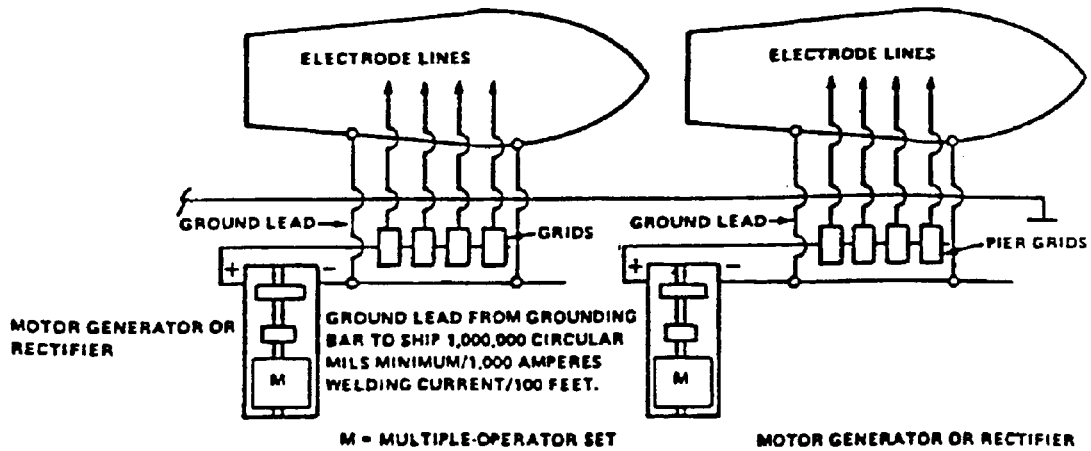 ELECTRODE LINES
ELECTRODE LINES
GROUND LEAD
GRIDS
GROUND LEAD
PIER GRIDS
+ −
+ −
MOTOR GENERATOR OR
RECTIFIER
GROUND LEAD FROM GROUNDING
BAR TO SHIP 1,000,000 CIRCULAR
MILS MINIMUM/1,000 AMPERES
WELDING CURRENT/100 FEET.
M
M
M = MULTIPLE-OPERATOR SET
MOTOR GENERATOR OR RECTIFIER